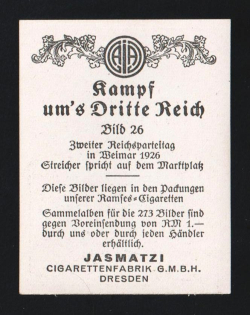 AJA
Kampf
um's Dritte Reich
Bild 26
Zweiter Reichsparteitag
in Weimar 1926
Streicher spricht auf dem Marktplatz
Diese Bilder liegen in den Packungen
unserer Ramses-Cigaretten
Sammelalben für die 273 Bilder sind
gegen Voreinsendung von RM 1.—
durch uns oder durch jeden Händler
erhältlich.
JASMATZI
CIGARETTENFABRIK G.M.B.H.
DRESDEN